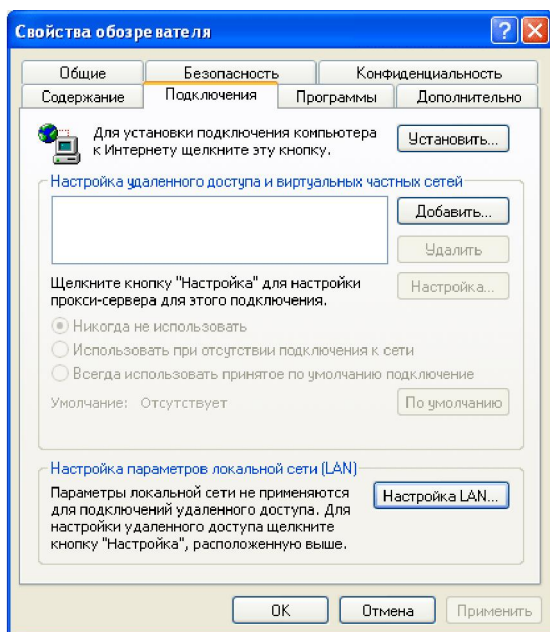 Свойства обозревателя
Общие Безопасность Конфиденциальность
Содержание Подключения Программы Дополнительно
Для установки подключения компьютера
к Интернету щелкните эту кнопку.
Установить...
Настройка удаленного доступа и виртуальных частных сетей
Добавить...
Удалить
Щелкните кнопку "Настройка" для настройки
прокси-сервера для этого подключения.
Настройка...
Никогда не использовать
Использовать при отсутствии подключения к сети
Всегда использовать принятое по умолчанию подключение
Умолчание: Отсутствует
По умолчанию
Настройка параметров локальной сети (LAN)
Параметры локальной сети не применяются
для подключений удаленного доступа. Для
настройки удаленного доступа щелкните
кнопку "Настройка", расположенную выше.
Настройка LAN...
OK Отмена Применить